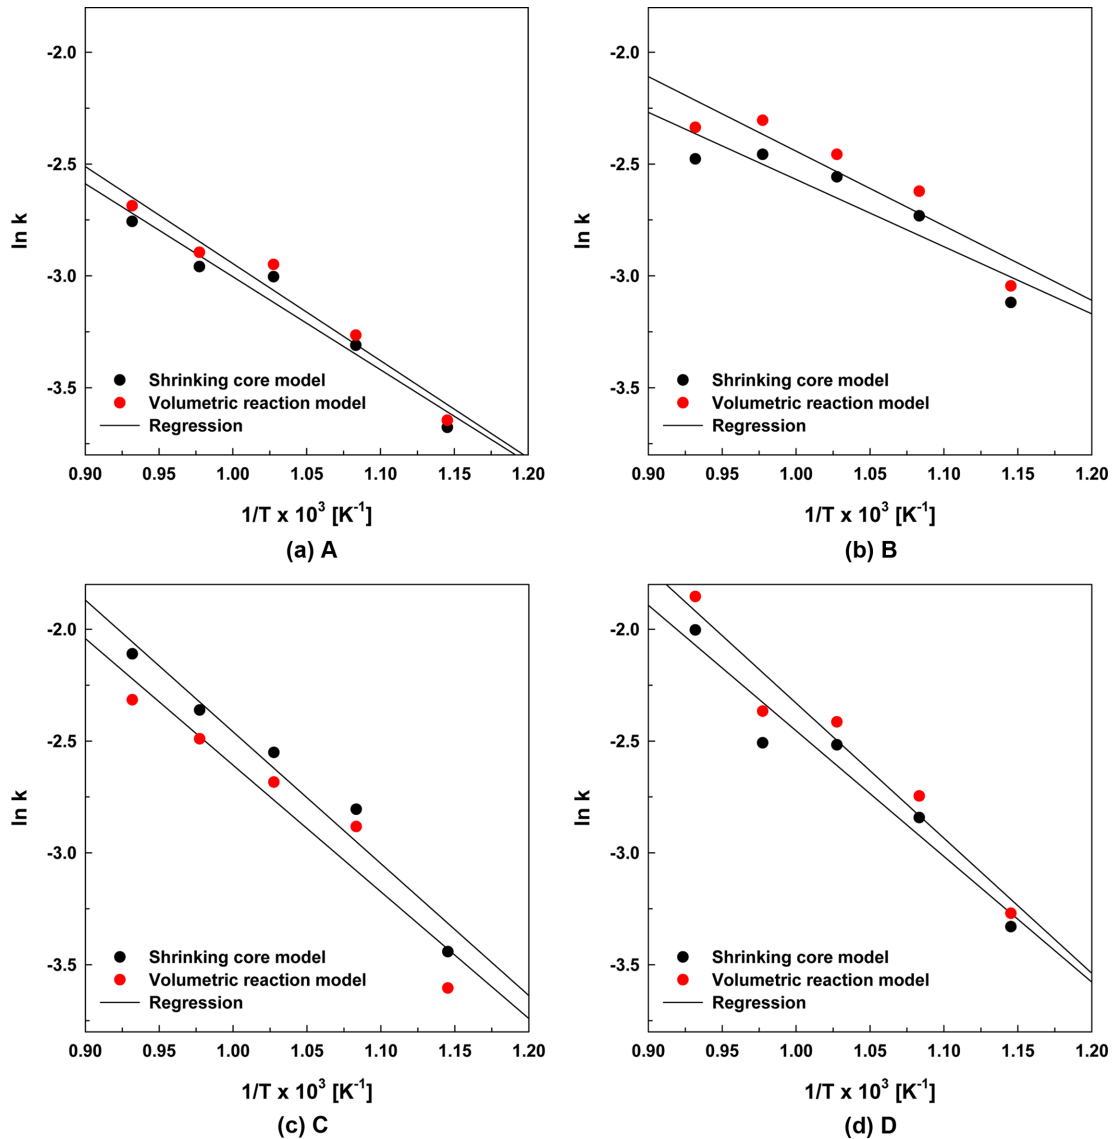 -2.0
-2.5
-3.0
-3.5
ln k
Shrinking core model
Volumetric reaction model
Regression
0.90 0.95 1.00 1.05 1.10 1.15 1.20
1/T x 10³ [K⁻¹]
(a) A
-2.0
-2.5
-3.0
-3.5
ln k
Shrinking core model
Volumetric reaction model
Regression
0.90 0.95 1.00 1.05 1.10 1.15 1.20
1/T x 10³ [K⁻¹]
(b) B
-2.0
-2.5
-3.0
-3.5
ln k
Shrinking core model
Volumetric reaction model
Regression
0.90 0.95 1.00 1.05 1.10 1.15 1.20
1/T x 10³ [K⁻¹]
(c) C
-2.0
-2.5
-3.0
-3.5
ln k
Shrinking core model
Volumetric reaction model
Regression
0.90 0.95 1.00 1.05 1.10 1.15 1.20
1/T x 10³ [K⁻¹]
(d) D